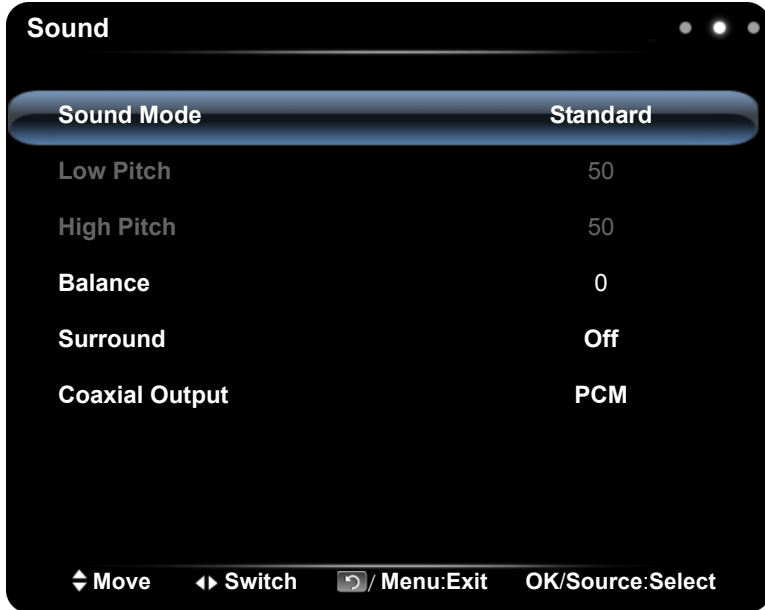 Sound
Sound Mode Standard
Low Pitch 50
High Pitch 50
Balance 0
Surround Off
Coaxial Output PCM
Move Switch / Menu:Exit OK/Source:Select